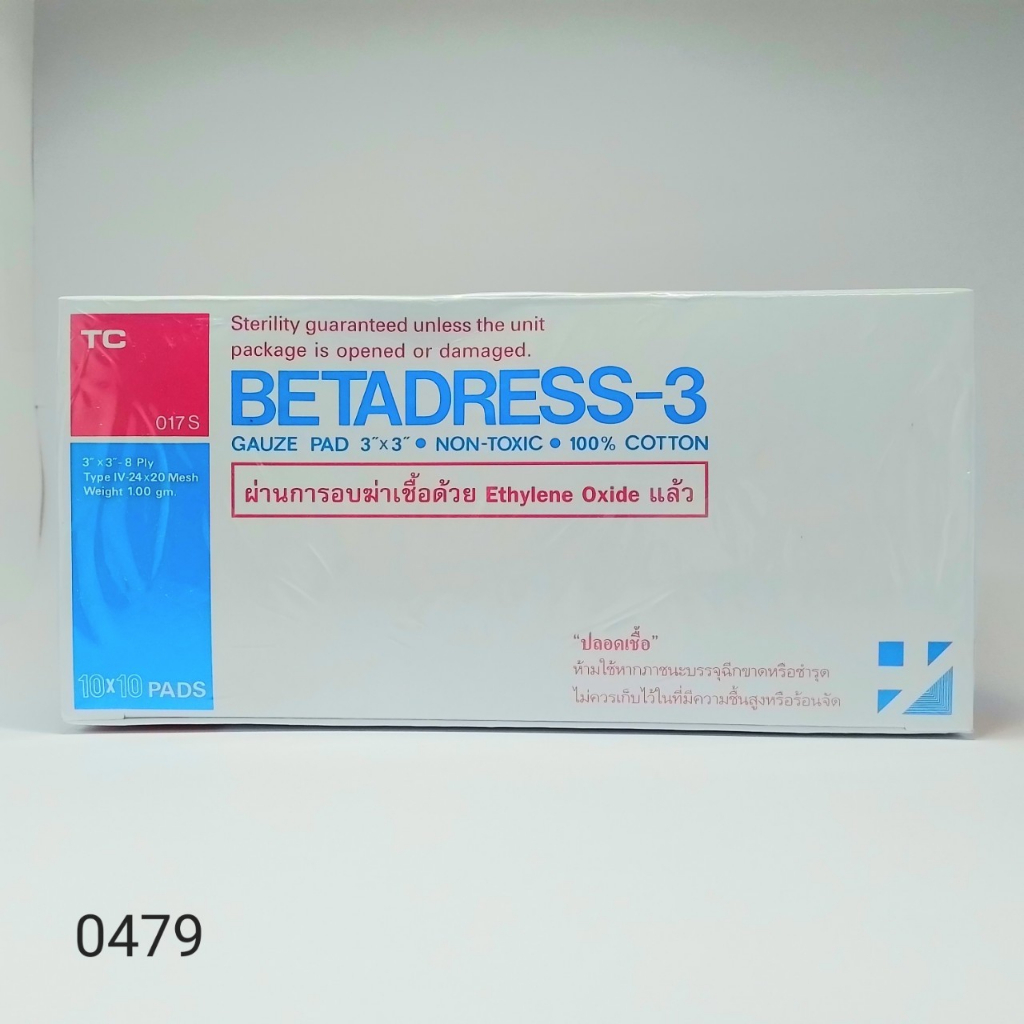 TC
017 S
3"x3"-8 Ply
Type IV-24x20 Mesh
Weight 1.00 gm.
10x10 PADS
Sterility guaranteed unless the unit
package is opened or damaged.
BETADRESS-3
GAUZE PAD 3"x3" • NON-TOXIC • 100% COTTON
ผ่านการอบฆ่าเชื้อด้วย Ethylene Oxide แล้ว
“ปลอดเชื้อ”
ห้ามใช้หากภาชนะบรรจุฉีกขาดหรือชำรุด
ไม่ควรเก็บไว้ในที่มีความชื้นสูงหรือร้อนจัด
0479